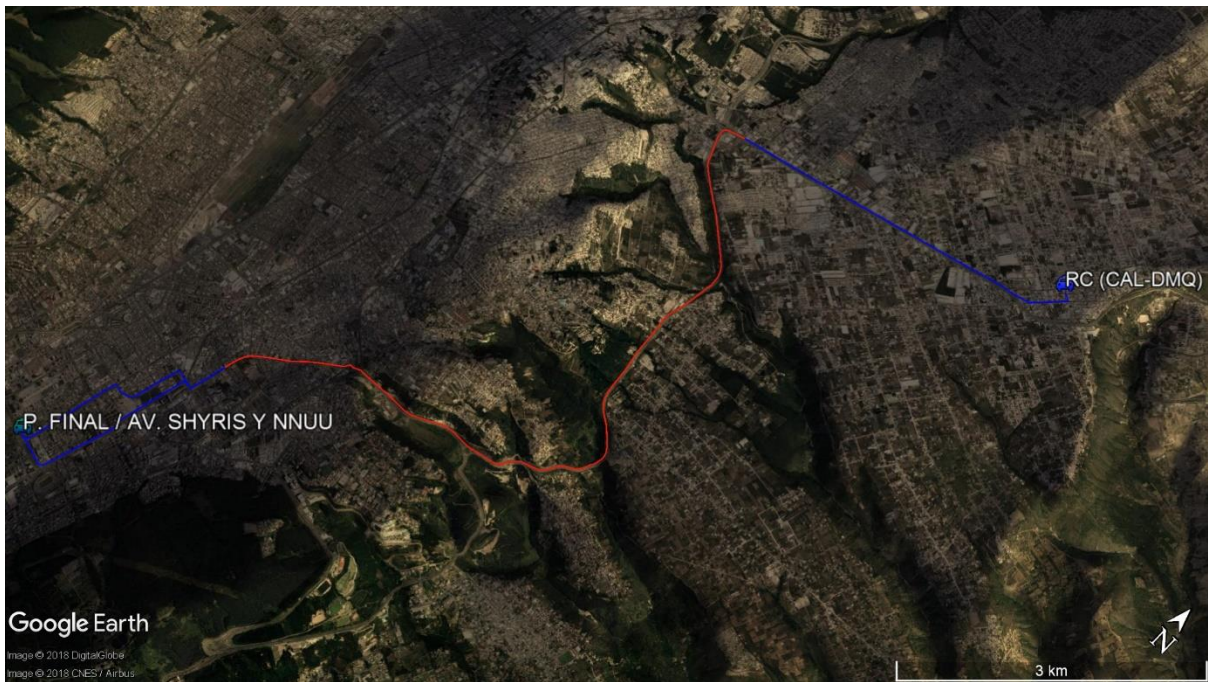 RC (CAL-DMQ)
P. FINAL / AV. SHYRIS Y NNUU
Google Earth
Image © 2018 DigitalGlobe
Image © 2018 CNES / Airbus
N
3 km